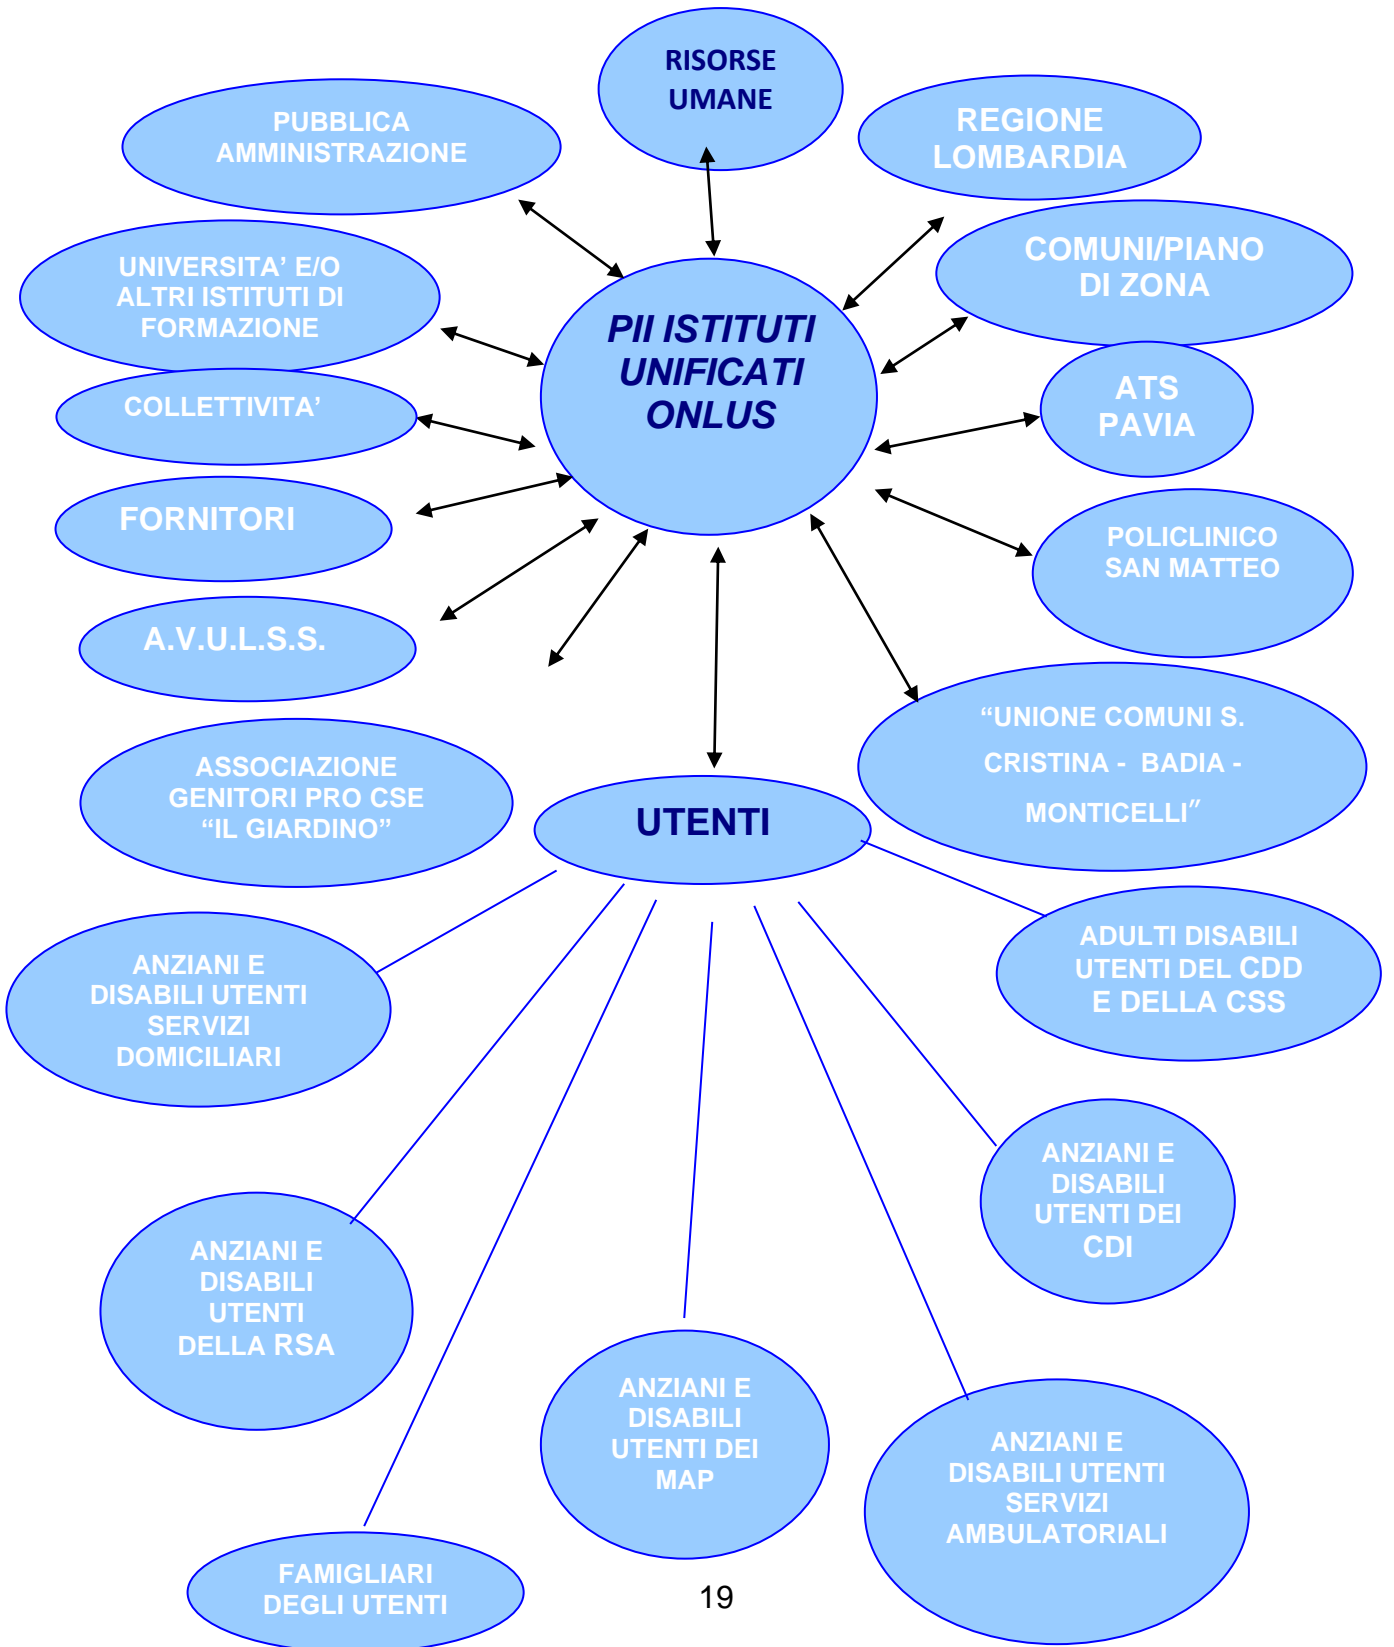 RISORSE
UMANE
PUBBLICA
AMMINISTRAZIONE
REGIONE
LOMBARDIA
UNIVERSITA’ E/O
ALTRI ISTITUTI DI
FORMAZIONE
COMUNI/PIANO
DI ZONA
PII ISTITUTI
UNIFICATI
ONLUS
COLLETTIVITA’
ATS
PAVIA
FORNITORI
POLICLINICO
SAN MATTEO
A.V.U.L.S.S.
“UNIONE COMUNI S.
CRISTINA - BADIA -
MONTICELLI”
ASSOCIAZIONE
GENITORI PRO CSE
“IL GIARDINO”
UTENTI
ADULTI DISABILI
UTENTI DEL CDD
E DELLA CSS
ANZIANI E
DISABILI UTENTI
SERVIZI
DOMICILIARI
ANZIANI E
DISABILI
UTENTI DEI
CDI
ANZIANI E
DISABILI
UTENTI
DELLA RSA
ANZIANI E
DISABILI
UTENTI DEI
MAP
ANZIANI E
DISABILI UTENTI
SERVIZI
AMBULATORIALI
FAMIGLIARI
DEGLI UTENTI
19